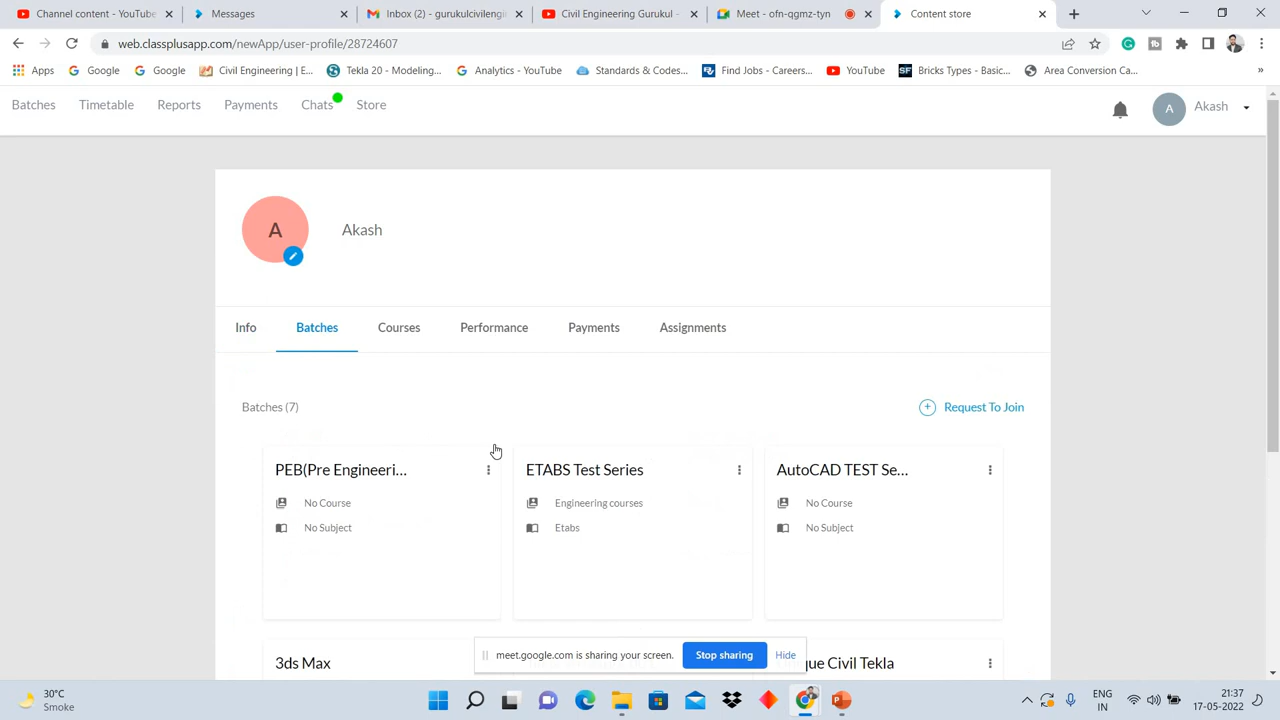 Channel content - YouTube
Messages
Inbox (2) - gurukulcivilengin
Civil Engineering Gurukul -
Meet - ofn-qgmz-tyn
Content store
web.classplusapp.com/newApp/user-profile/28724607
Apps
Google
Google
Civil Engineering | E...
Tekla 20 - Modeling...
Analytics - YouTube
Standards & Codes...
Find Jobs - Careers...
YouTube
Bricks Types - Basic...
Area Conversion Ca...
»
Batches Timetable Reports Payments Chats Store
A Akash
A
Akash
Info Batches Courses Performance Payments Assignments
Batches (7)
Request To Join
PEB(Pre Engineeri...
No Course
No Subject
ETABS Test Series
Engineering courses
Etabs
AutoCAD TEST Se...
No Course
No Subject
3ds Max
que Civil Tekla
meet.google.com is sharing your screen. Stop sharing Hide
30°C
Smoke
ENG
IN
21:37
17-05-2022